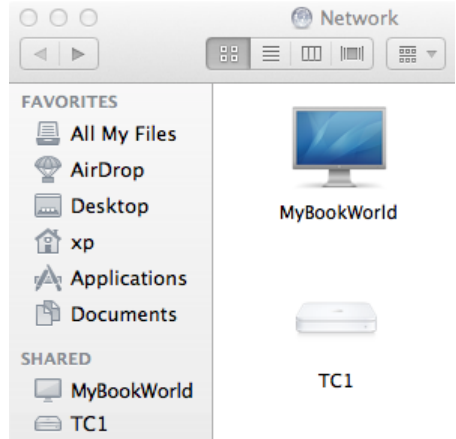 Network
FAVORITES
All My Files
AirDrop
Desktop
xp
Applications
Documents
SHARED
MyBookWorld
TC1
MyBookWorld
TC1